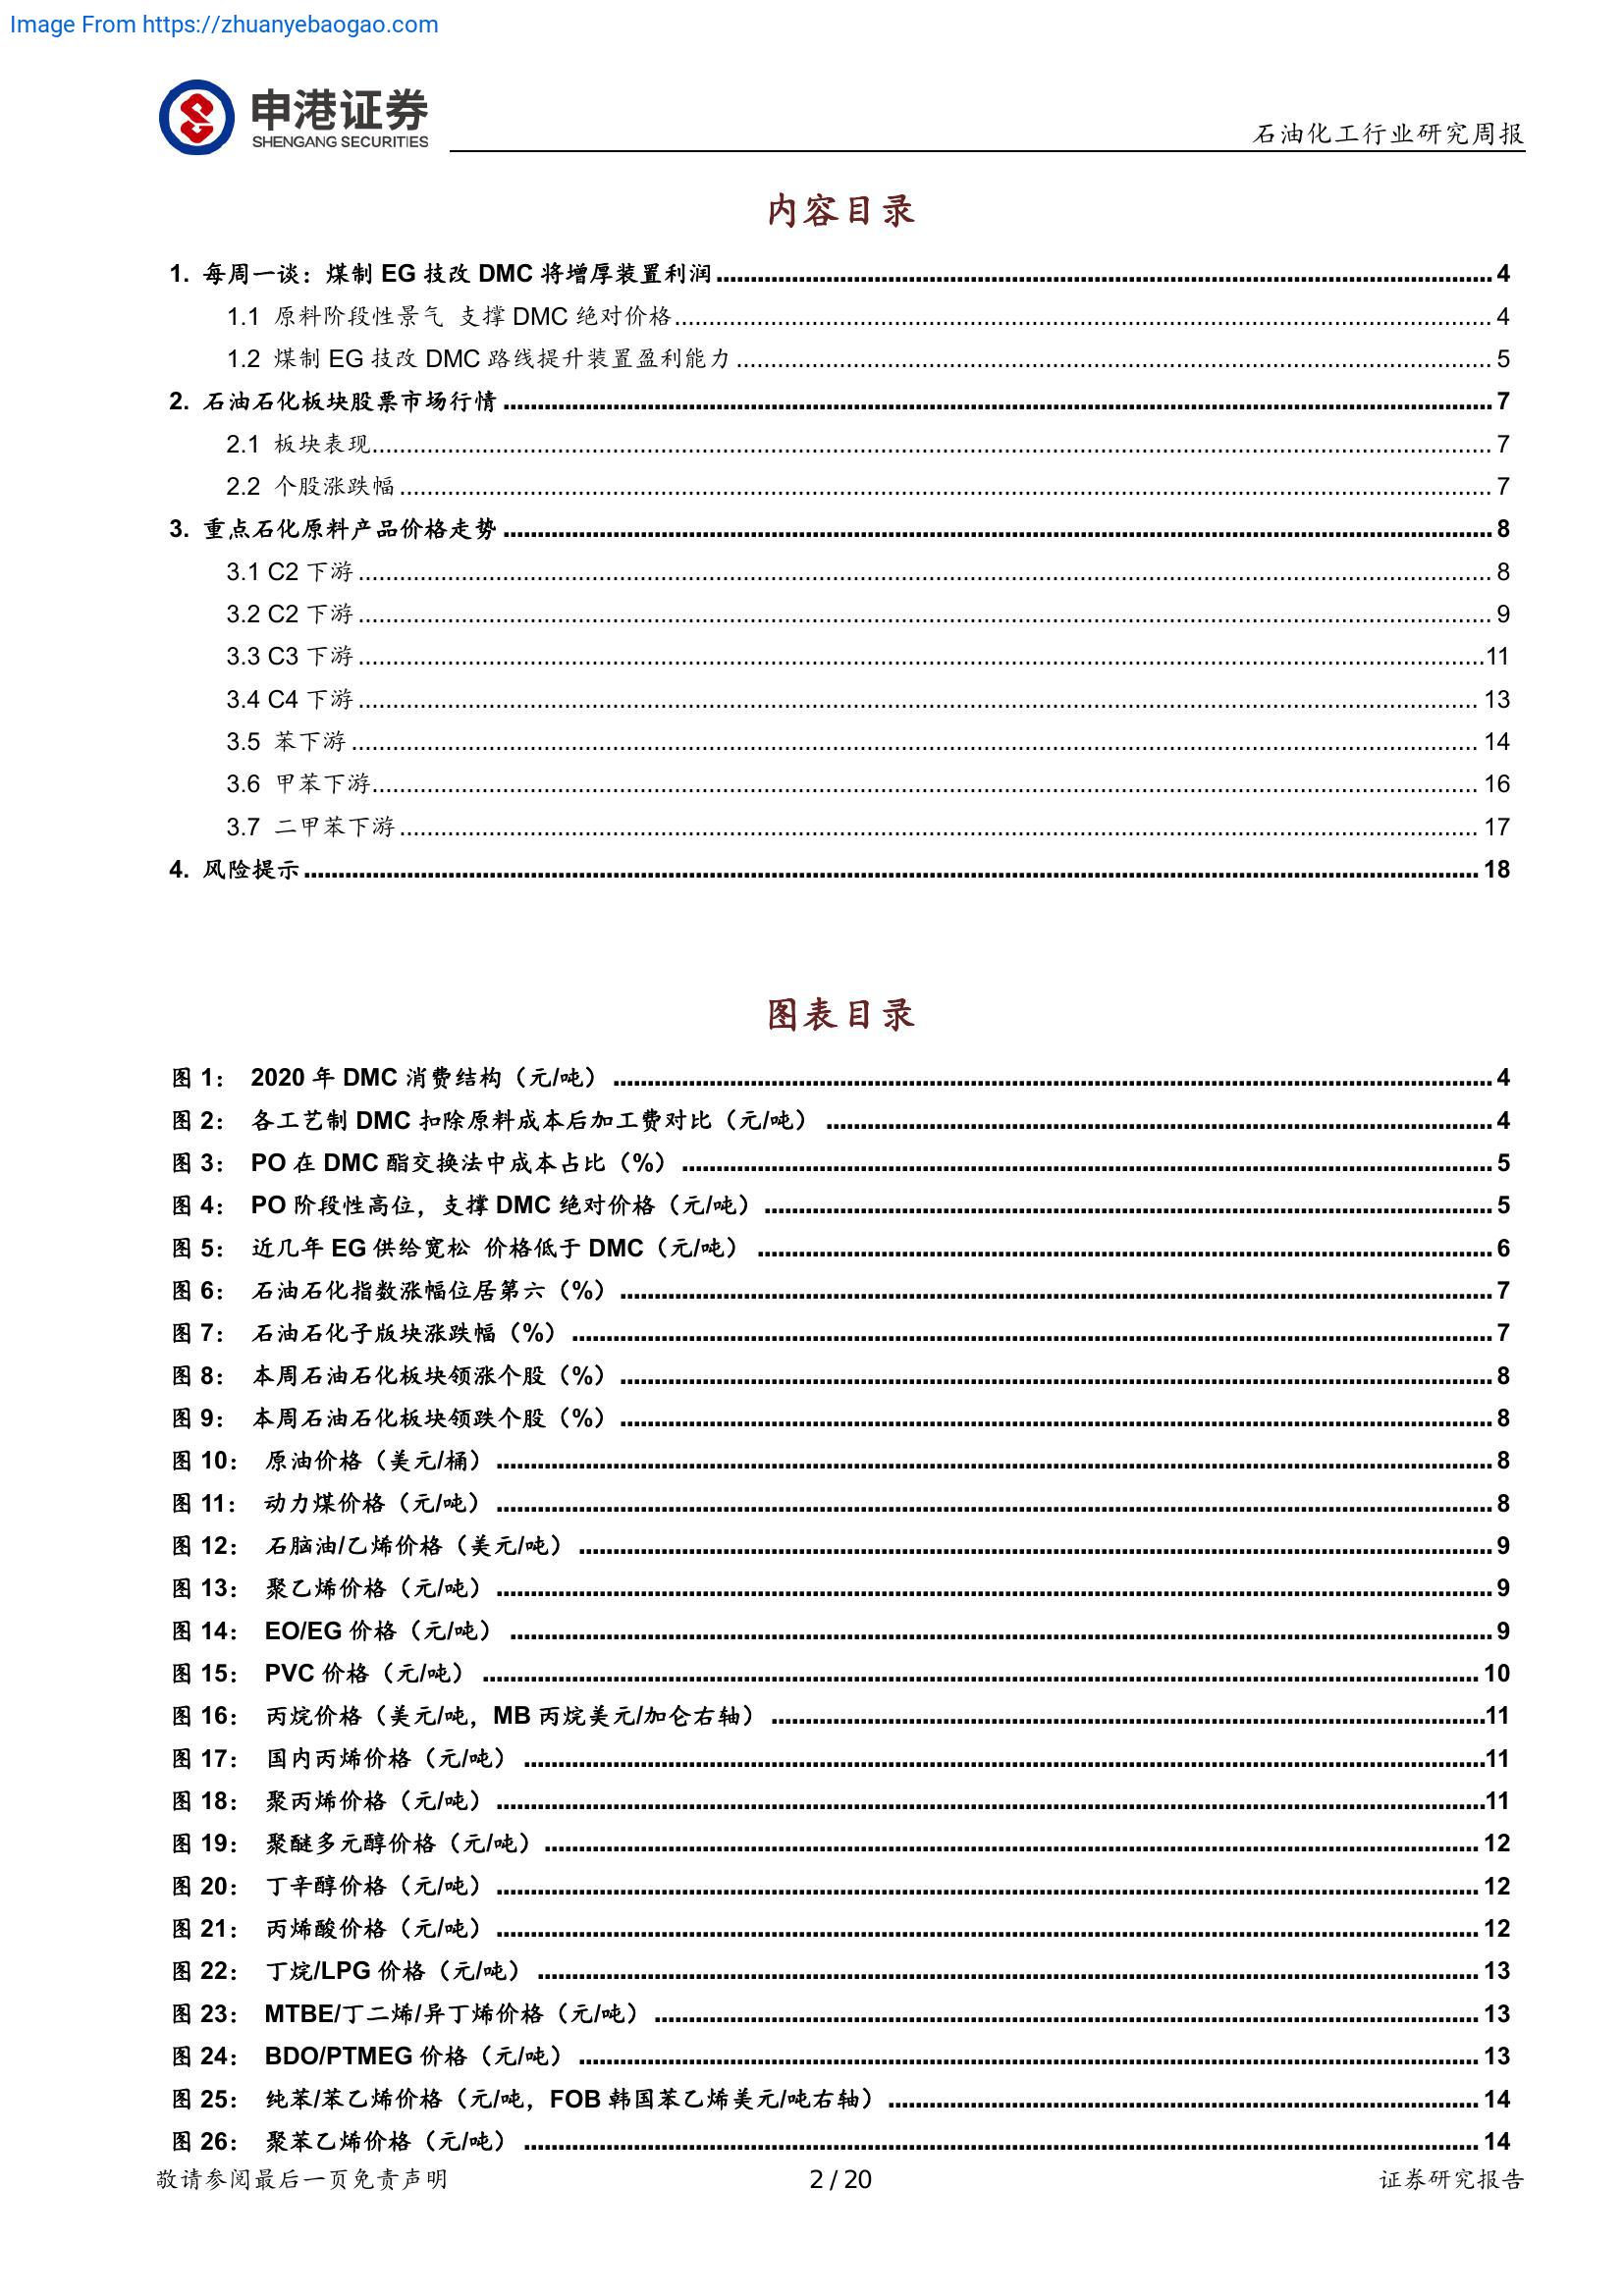 Image From https://zhuanyebaogao.com
申港证券
SHENGANG SECURITIES
石油化工行业研究周报
内容目录
1. 每周一谈：煤制 EG 技改 DMC 将增厚装置利润 4
1.1 原料阶段性景气 支撑 DMC 绝对价格 4
1.2 煤制 EG 技改 DMC 路线提升装置盈利能力 5
2. 石油石化板块股票市场行情 7
2.1 板块表现 7
2.2 个股涨跌幅 7
3. 重点石化原料产品价格走势 8
3.1 C2 下游 8
3.2 C2 下游 9
3.3 C3 下游 11
3.4 C4 下游 13
3.5 苯下游 14
3.6 甲苯下游 16
3.7 二甲苯下游 17
4. 风险提示 18
图表目录
图 1： 2020 年 DMC 消费结构（元/吨） 4
图 2： 各工艺制 DMC 扣除原料成本后加工费对比（元/吨） 4
图 3： PO 在 DMC 酯交换法中成本占比（%） 5
图 4： PO 阶段性高位，支撑 DMC 绝对价格（元/吨） 5
图 5： 近几年 EG 供给宽松 价格低于 DMC（元/吨） 6
图 6： 石油石化指数涨幅位居第六（%） 7
图 7： 石油石化子版块涨跌幅（%） 7
图 8： 本周石油石化板块领涨个股（%） 8
图 9： 本周石油石化板块领跌个股（%） 8
图 10： 原油价格（美元/桶） 8
图 11： 动力煤价格（元/吨） 8
图 12： 石脑油/乙烯价格（美元/吨） 9
图 13： 聚乙烯价格（元/吨） 9
图 14： EO/EG 价格（元/吨） 9
图 15： PVC 价格（元/吨） 10
图 16： 丙烷价格（美元/吨，MB 丙烷美元/加仑右轴） 11
图 17： 国内丙烯价格（元/吨） 11
图 18： 聚丙烯价格（元/吨） 11
图 19： 聚醚多元醇价格（元/吨） 12
图 20： 丁辛醇价格（元/吨） 12
图 21： 丙烯酸价格（元/吨） 12
图 22： 丁烷/LPG 价格（元/吨） 13
图 23： MTBE/丁二烯/异丁烯价格（元/吨） 13
图 24： BDO/PTMEG 价格（元/吨） 13
图 25： 纯苯/苯乙烯价格（元/吨，FOB 韩国苯乙烯美元/吨右轴） 14
图 26： 聚苯乙烯价格（元/吨） 14
敬请参阅最后一页免责声明 2 / 20 证券研究报告